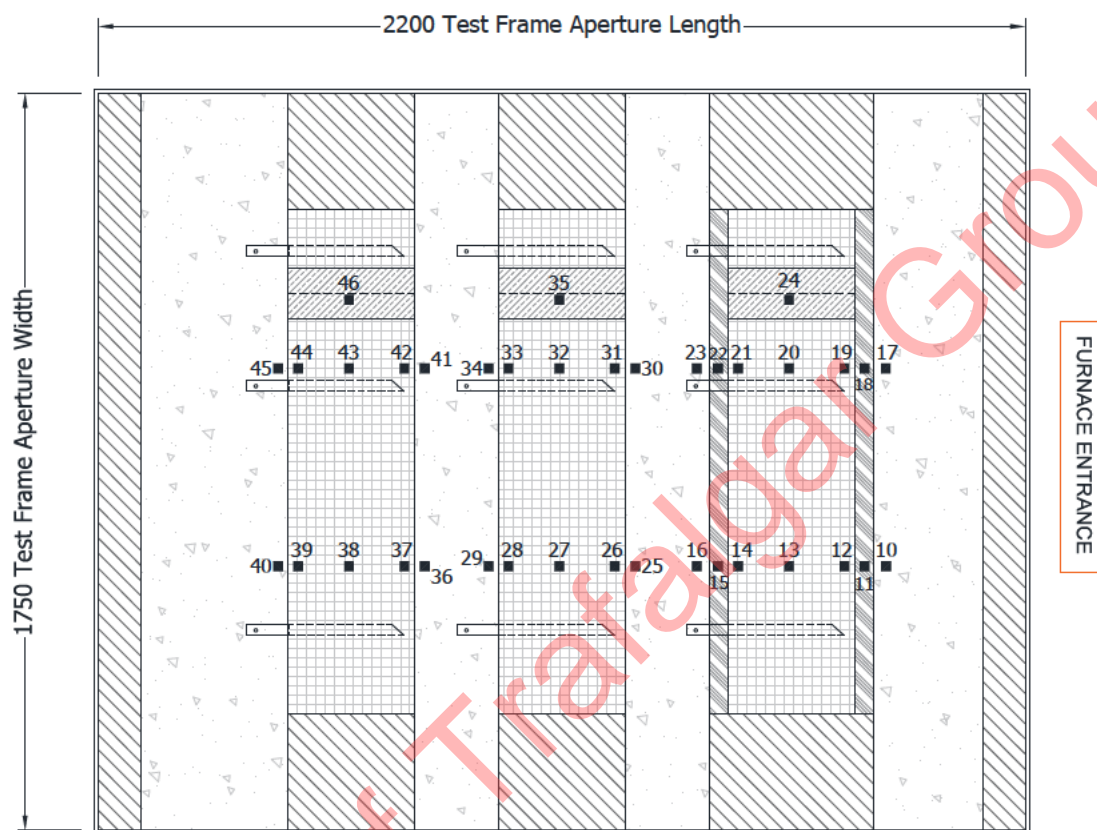 2200 Test Frame Aperture Length
1750 Test Frame Aperture Width
46 35 24
45 44 43 42 41 34 33 32 31 30 23 22 21 20 19 18 17
40 39 38 37 36 29 28 27 26 25 16 15 14 13 12 11 10
FURNACE ENTRANCE
f Trafalgar Grou